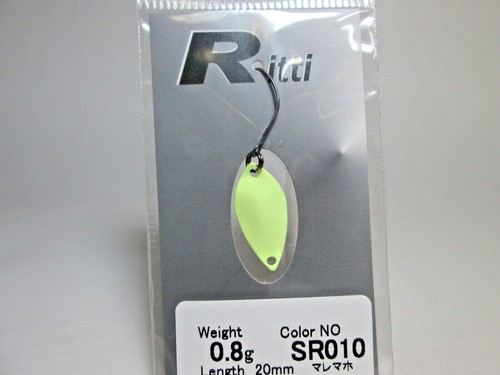 Ritti
Weight Color NO
0.8g SR010
Length 20mm マレマホ